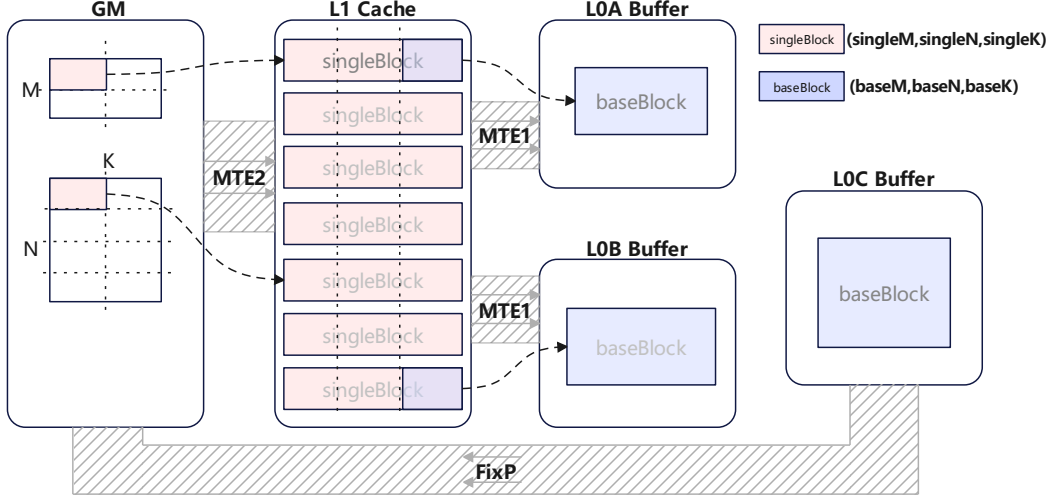 GM
L1 Cache
L0A Buffer
singleBlock
(singleM,singleN,singleK)
baseBlock
(baseM,baseN,baseK)
M
K
N
MTE2
singleBlock
singleBlock
singleBlock
singleBlock
singleBlock
singleBlock
singleBlock
MTE1
baseBlock
L0B Buffer
MTE1
baseBlock
L0C Buffer
baseBlock
FixP